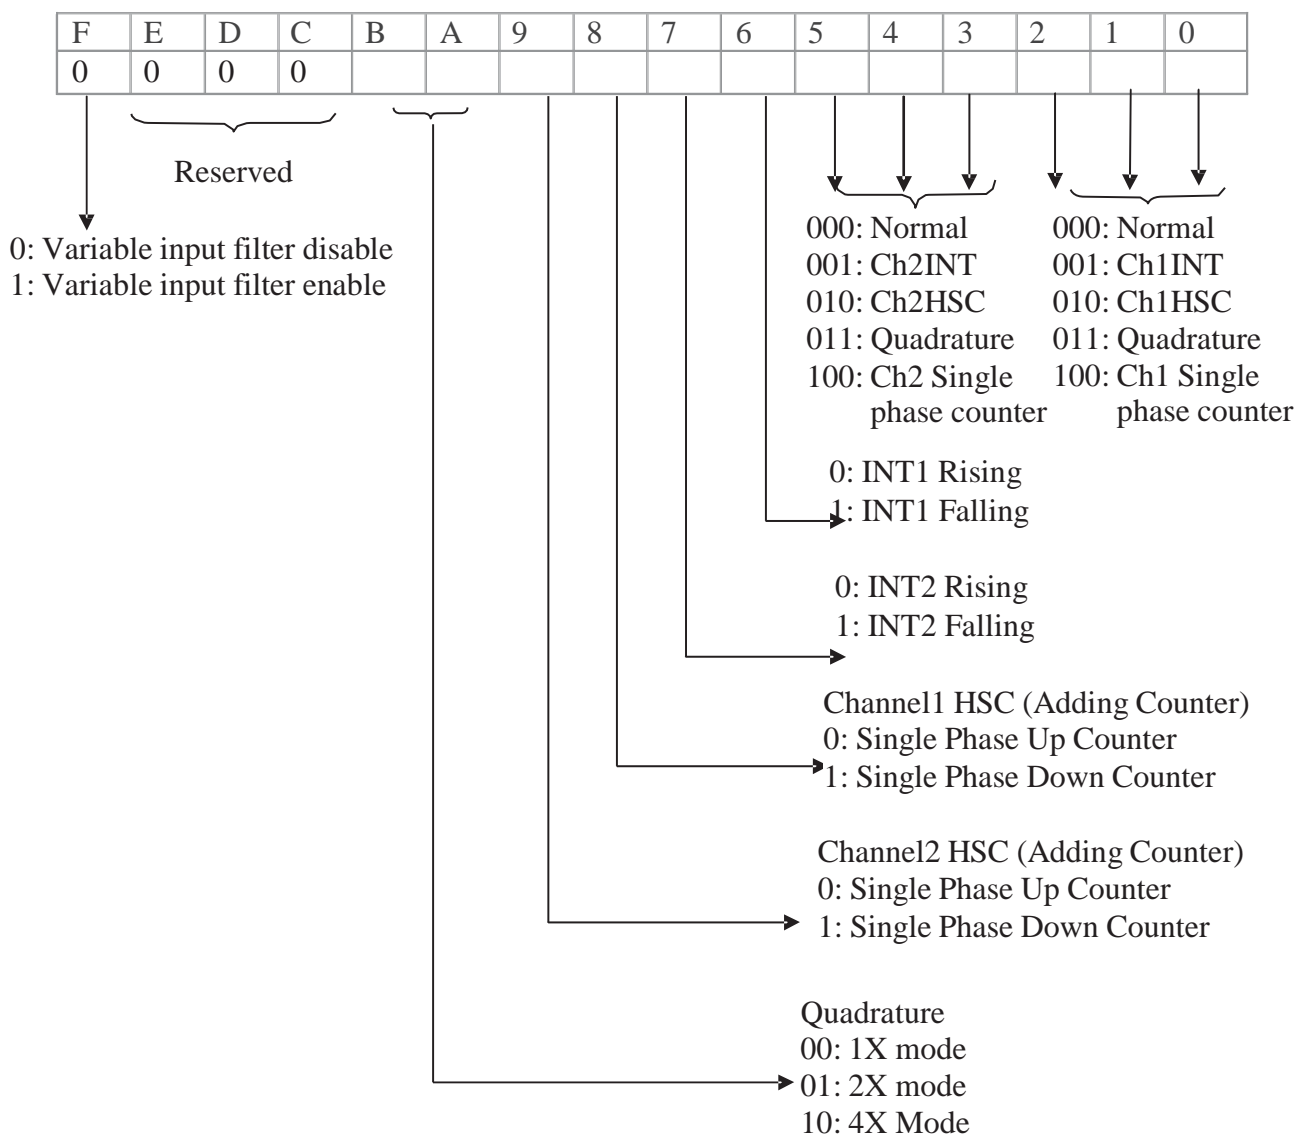 F E D C B A 9 8 7 6 5 4 3 2 1 0
0 0 0 0
Reserved
0: Variable input filter disable
1: Variable input filter enable
000: Normal
001: Ch2INT
010: Ch2HSC
011: Quadrature
100: Ch2 Single
phase counter
000: Normal
001: Ch1INT
010: Ch1HSC
011: Quadrature
100: Ch1 Single
phase counter
0: INT1 Rising
1: INT1 Falling
0: INT2 Rising
1: INT2 Falling
Channel1 HSC (Adding Counter)
0: Single Phase Up Counter
1: Single Phase Down Counter
Channel2 HSC (Adding Counter)
0: Single Phase Up Counter
1: Single Phase Down Counter
Quadrature
00: 1X mode
01: 2X mode
10: 4X Mode